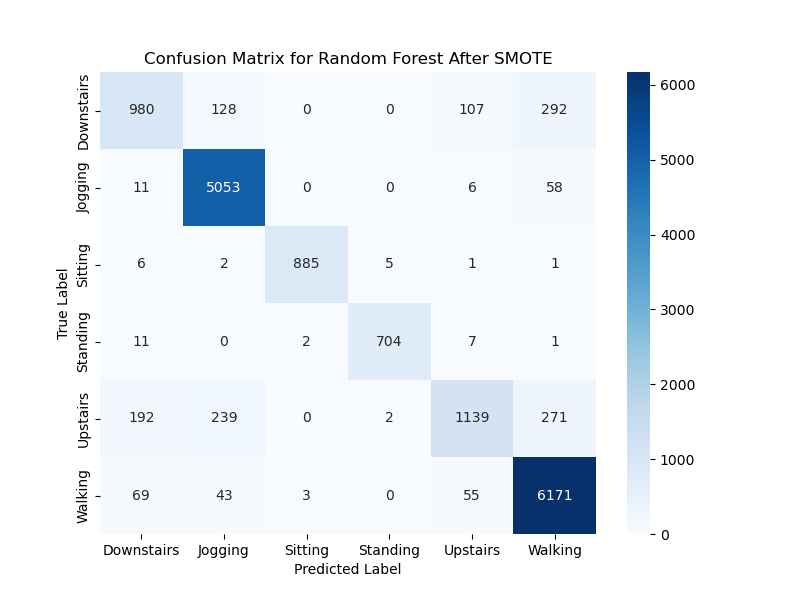 Confusion Matrix for Random Forest After SMOTE
True Label
Downstairs 980 128 0 0 107 292
Jogging 11 5053 0 0 6 58
Sitting 6 2 885 5 1 1
Standing 11 0 2 704 7 1
Upstairs 192 239 0 2 1139 271
Walking 69 43 3 0 55 6171
Downstairs Jogging Sitting Standing Upstairs Walking
Predicted Label
6000
5000
4000
3000
2000
1000
0